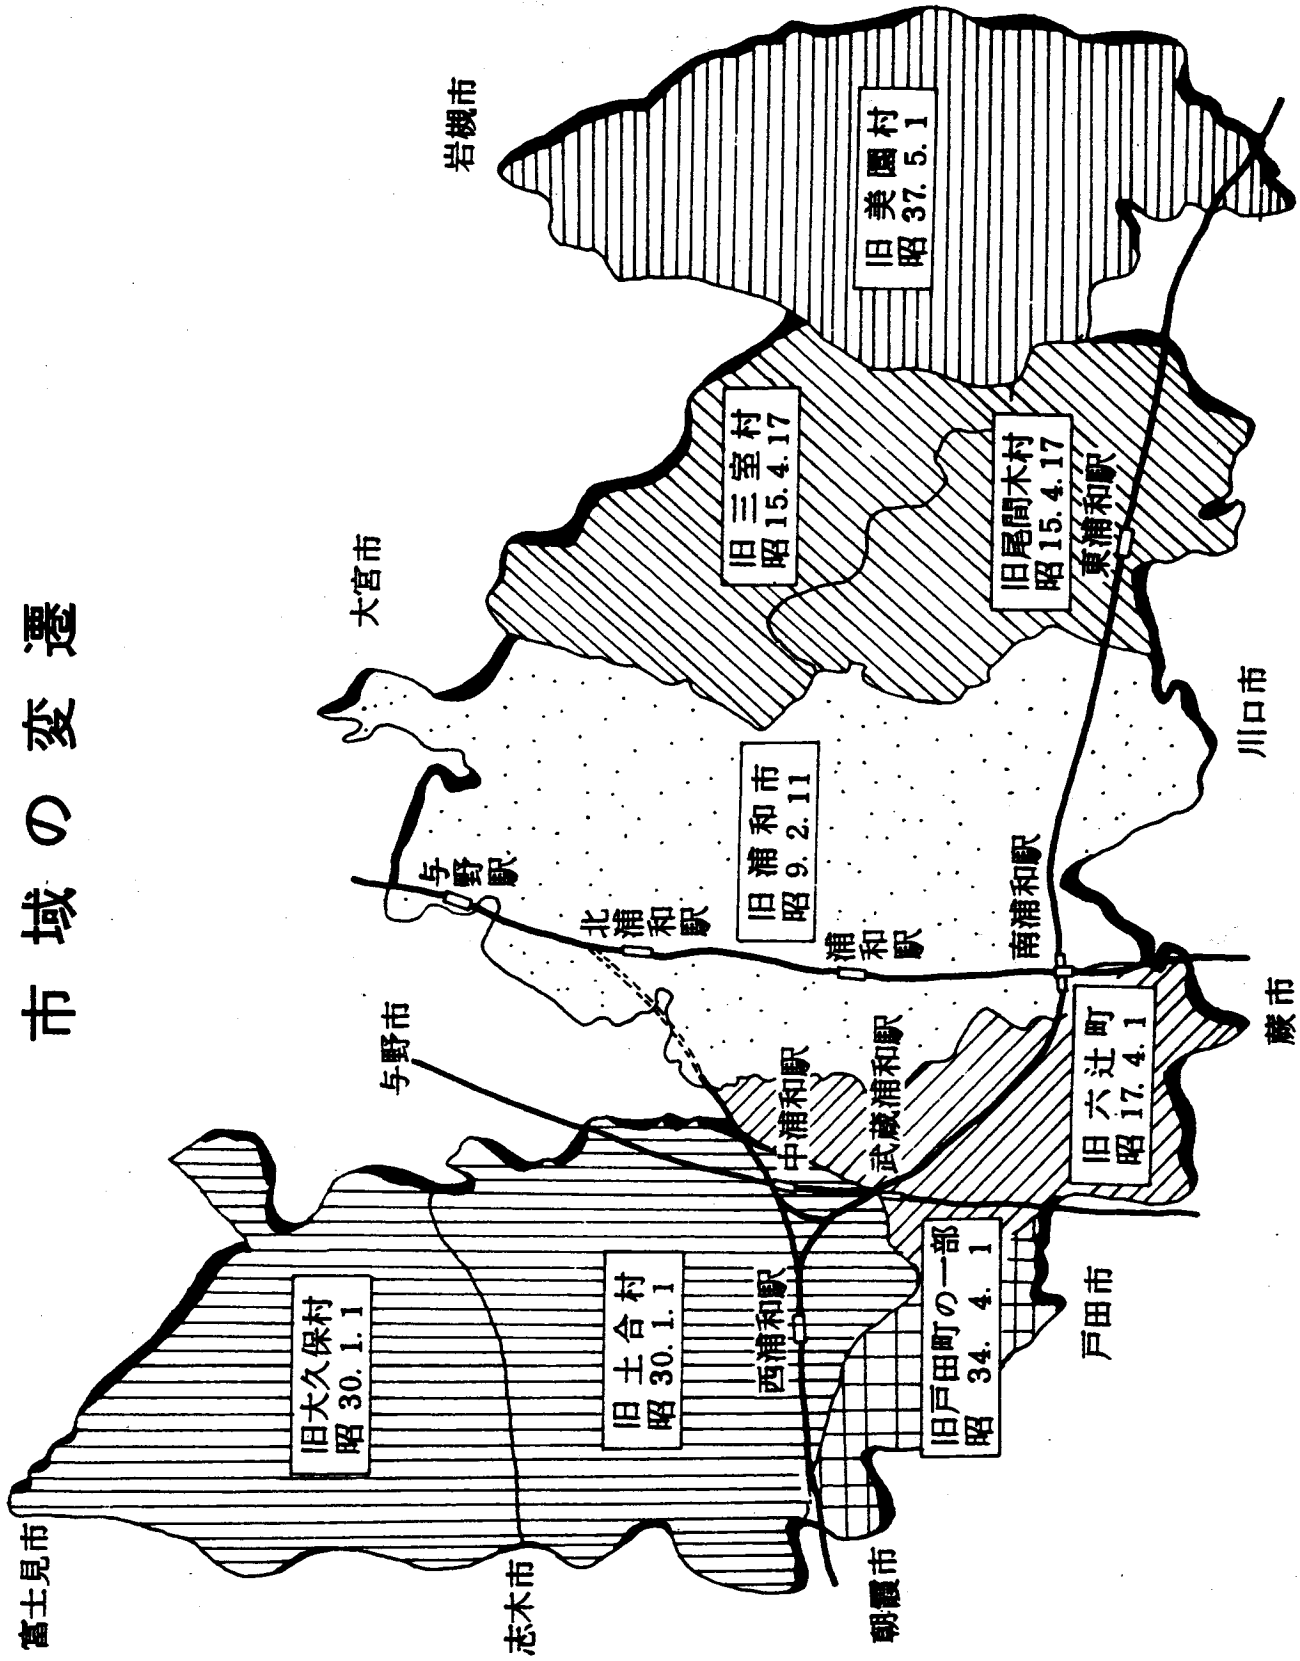 市域の変遷
富士見市
志木市
朝霞市
与野市
大宮市
岩槻市
戸田市
蕨市
川口市
旧大久保村
昭30.1.1
旧土合村
昭30.1.1
西浦和駅
旧戸田町の一部
昭34.4.1
中浦和駅
武蔵浦和駅
旧六辻町
昭17.4.1
与野駅
北浦和駅
浦和駅
南浦和駅
旧浦和市
昭9.2.11
旧三室村
昭15.4.17
旧尾間木村
昭15.4.17
東浦和駅
旧美園村
昭37.5.1